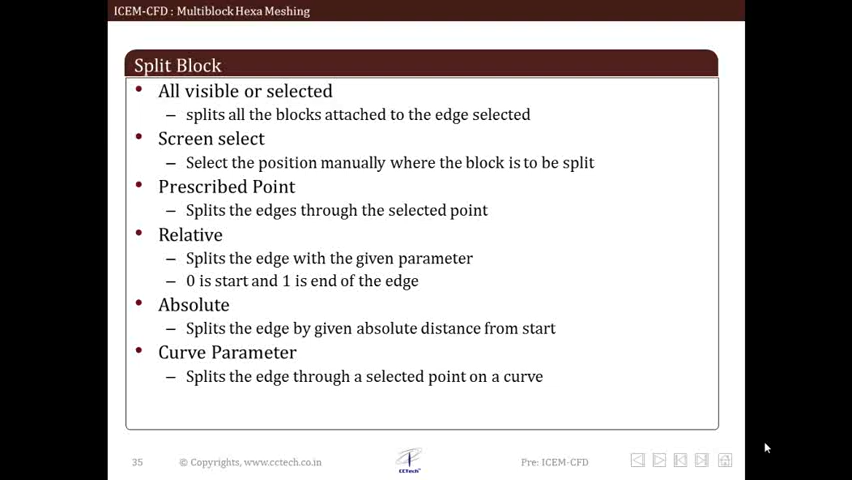 ICEM-CFD : Multiblock Hexa Meshing
Split Block
• All visible or selected
– splits all the blocks attached to the edge selected
• Screen select
– Select the position manually where the block is to be split
• Prescribed Point
– Splits the edges through the selected point
• Relative
– Splits the edge with the given parameter
– 0 is start and 1 is end of the edge
• Absolute
– Splits the edge by given absolute distance from start
• Curve Parameter
– Splits the edge through a selected point on a curve
35 © Copyrights, www.cctech.co.in CCTech Pre: ICEM-CFD